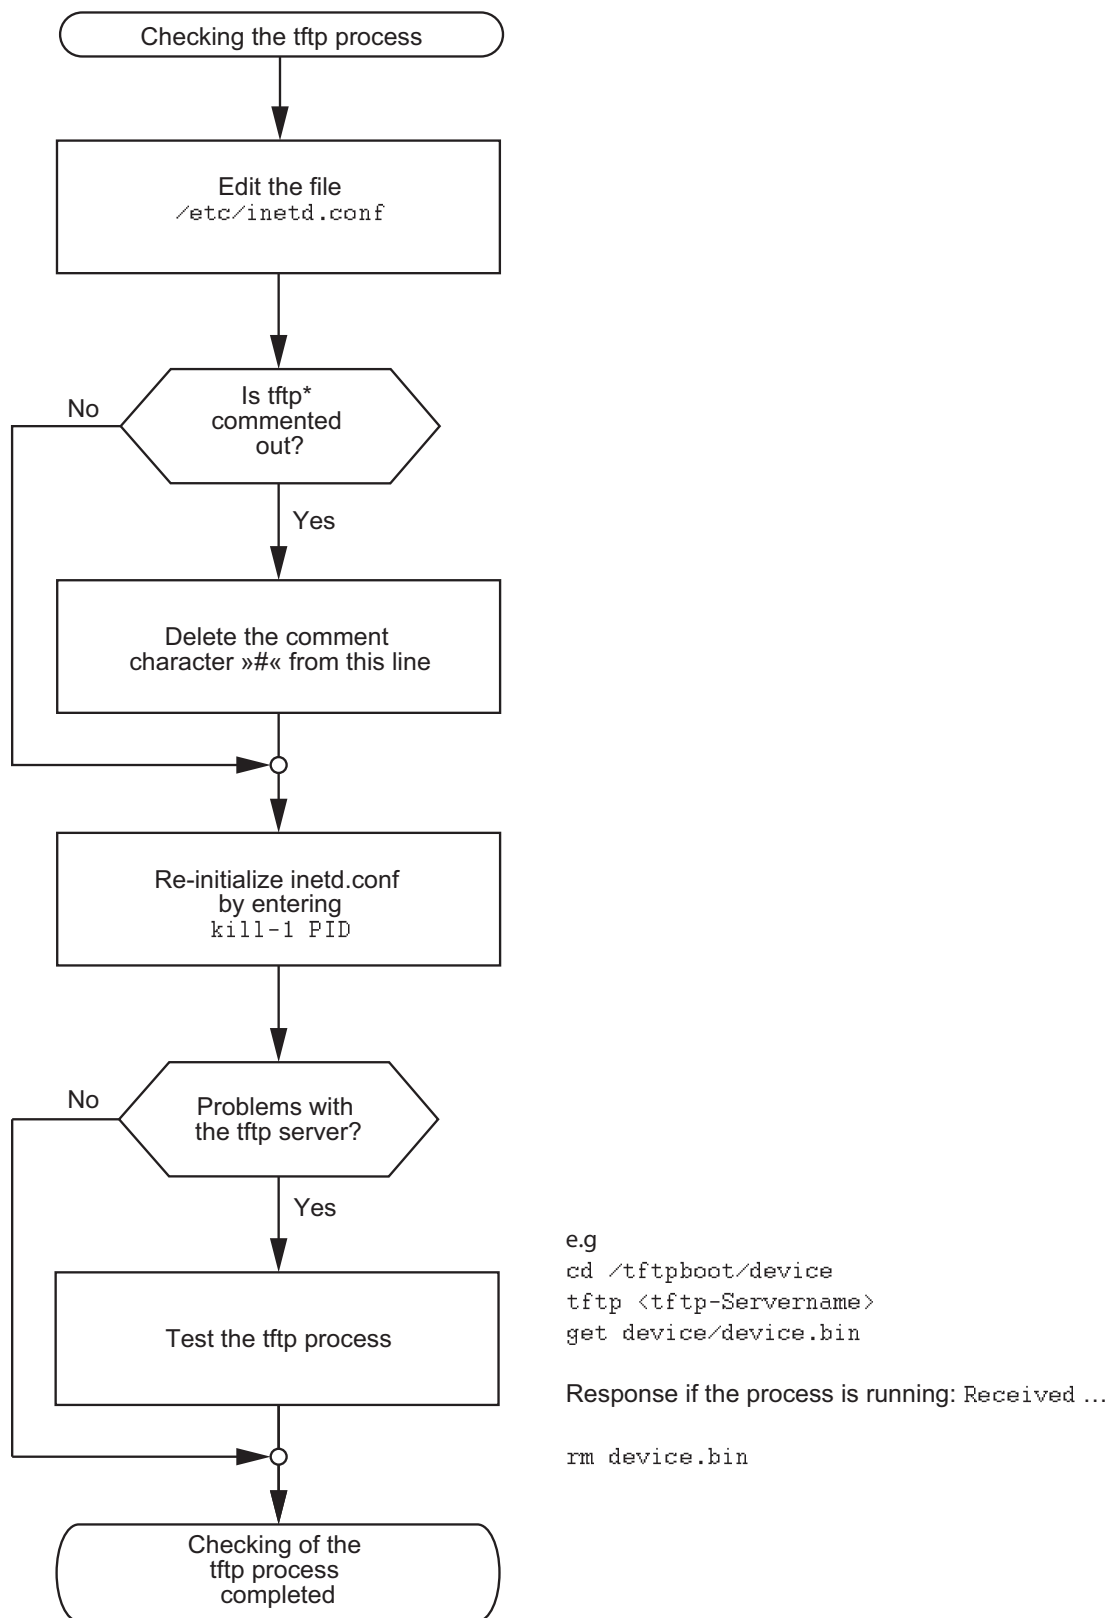 Checking the tftp process
Edit the file
/etc/inetd.conf
Is tftp*
commented
out?
No
Yes
Delete the comment
character »#« from this line
Re-initialize inetd.conf
by entering
kill-1 PID
Problems with
the tftp server?
No
Yes
Test the tftp process
e.g
cd /tftpboot/device
tftp <tftp-Servername>
get device/device.bin
Response if the process is running: Received …
rm device.bin
Checking of the
tftp process
completed